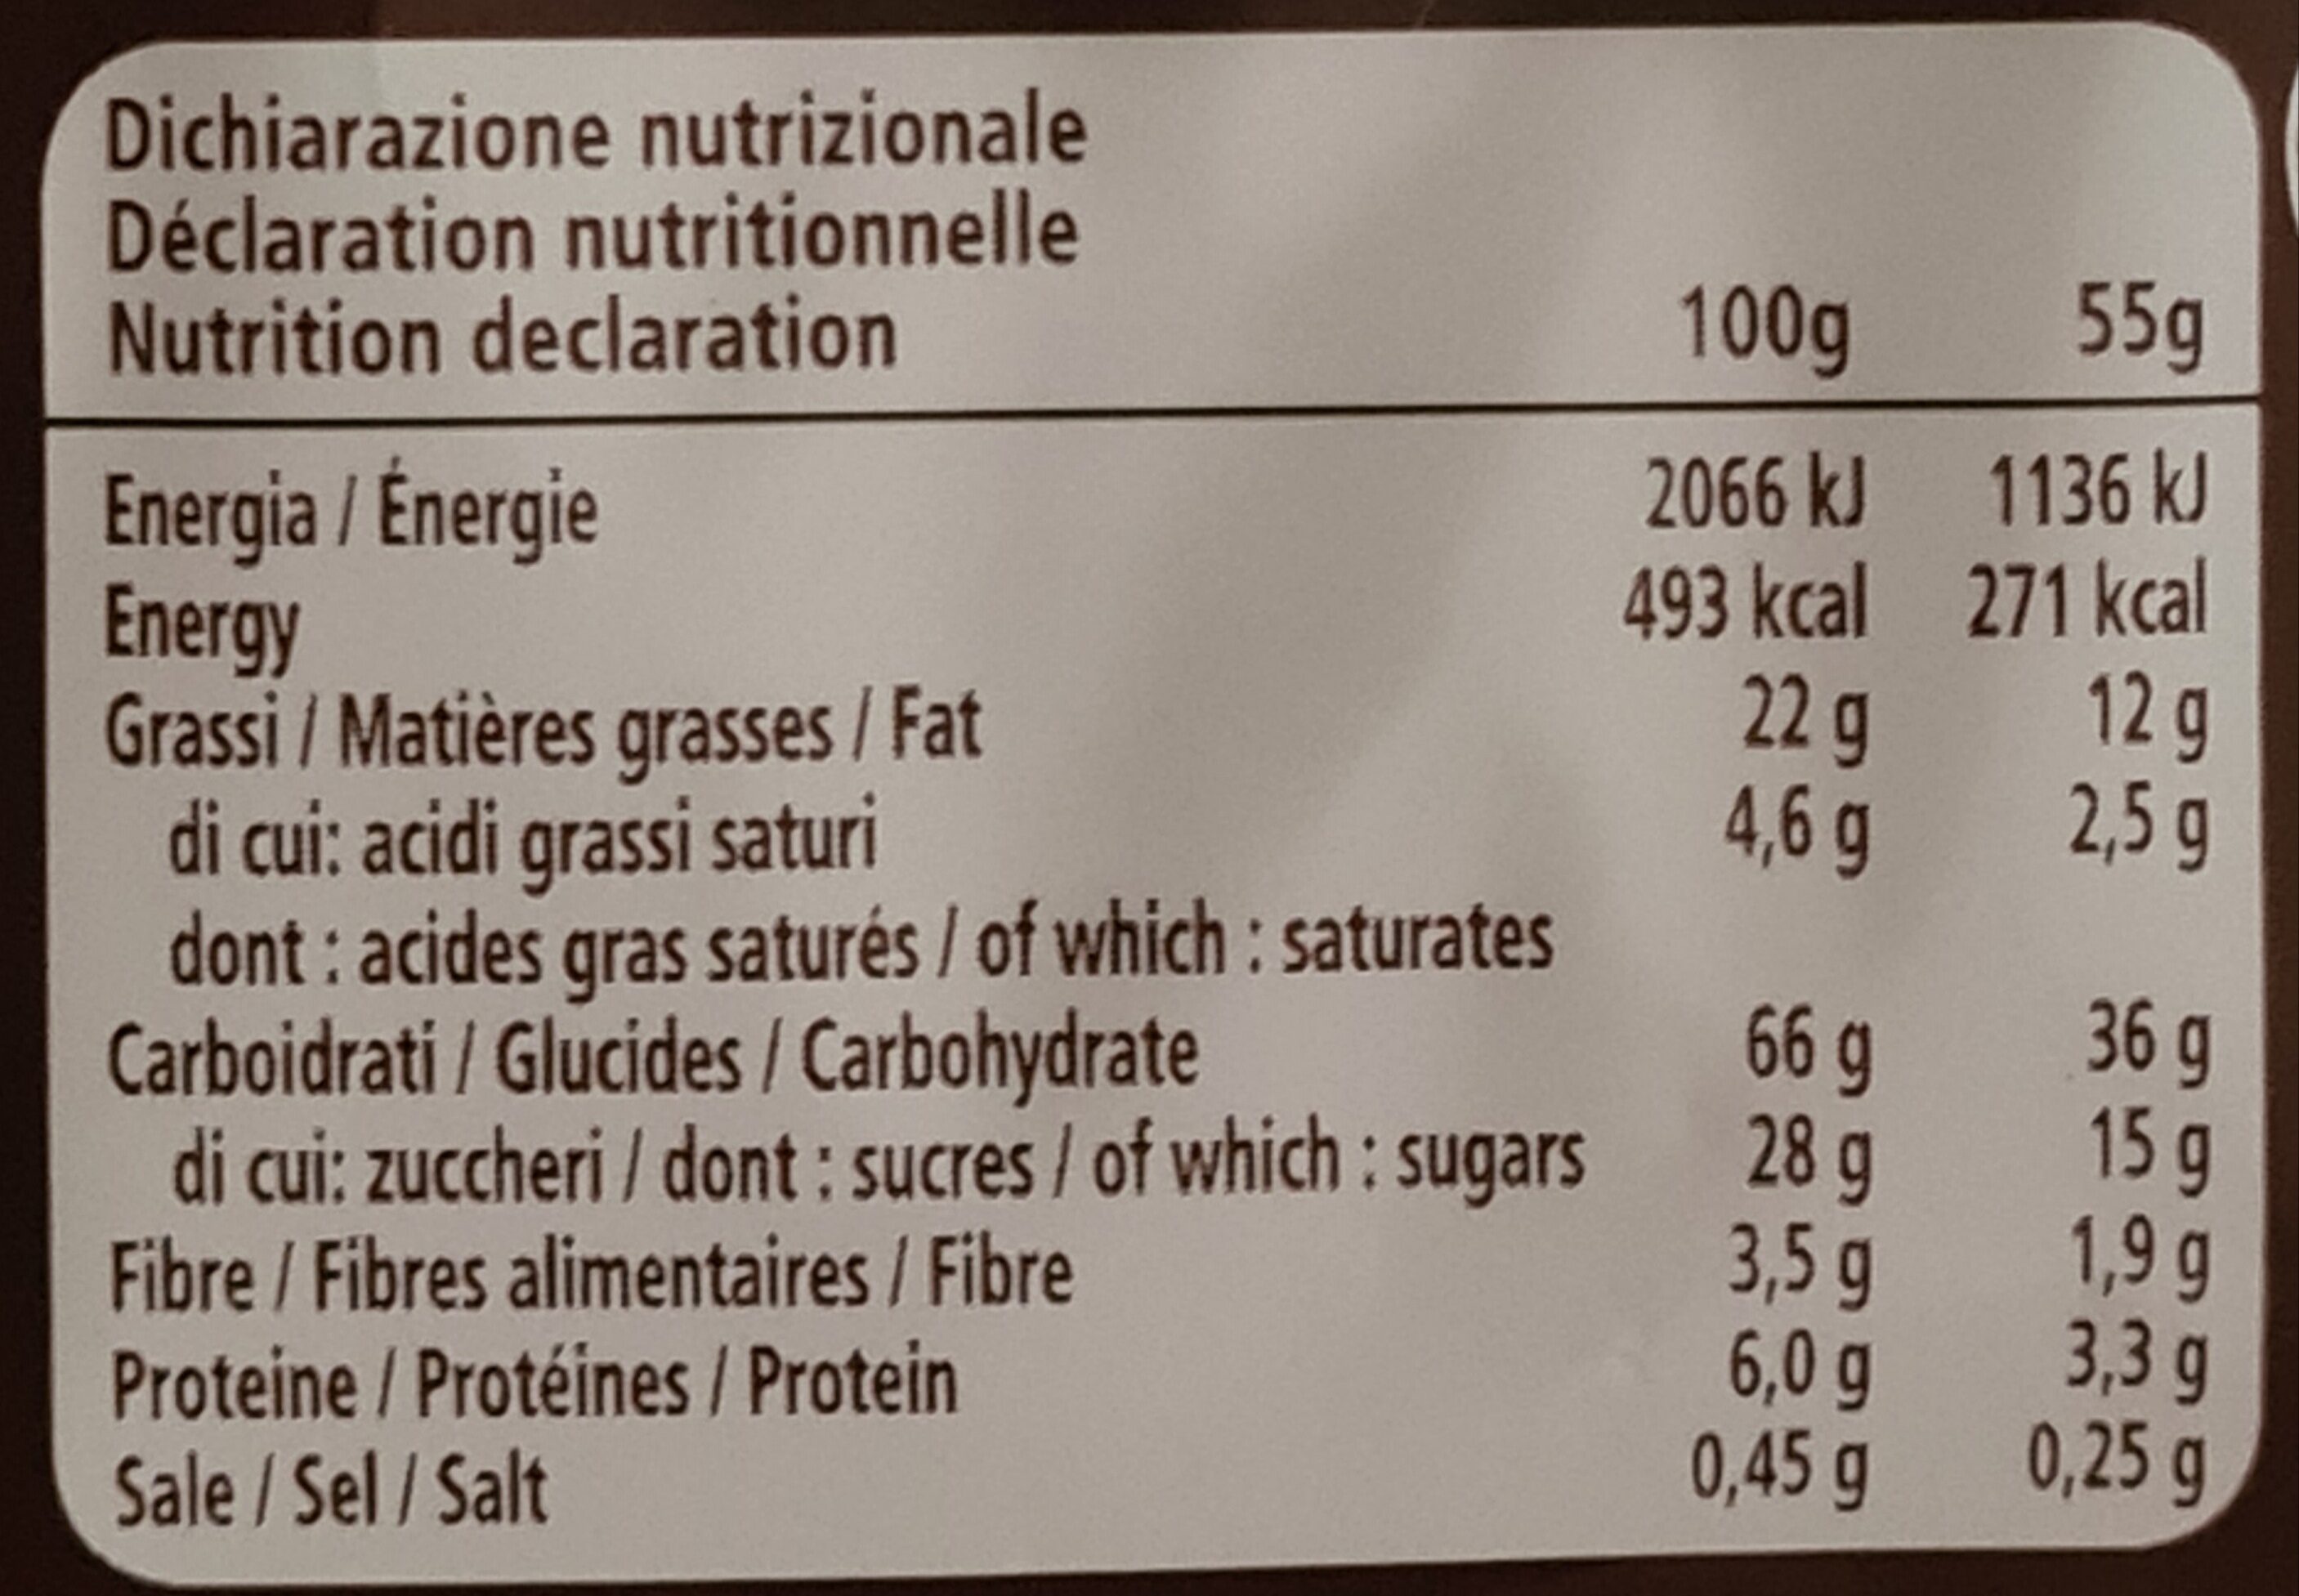 Dichiarazione nutrizionale
Déclaration nutritionnelle
Nutrition declaration 100g 55g
Energia / Énergie 2066 kJ 1136 kJ
Energy 493 kcal 271 kcal
Grassi / Matières grasses / Fat 22 g 12 g
di cui: acidi grassi saturi 4,6 g 2,5 g
dont : acides gras saturés / of which : saturates
Carboidrati / Glucides / Carbohydrate 66 g 36 g
di cui: zuccheri / dont : sucres / of which : sugars 28 g 15 g
Fibre / Fibres alimentaires / Fibre 3,5 g 1,9 g
Proteine / Protéines / Protein 6,0 g 3,3 g
Sale / Sel / Salt 0,45 g 0,25 g